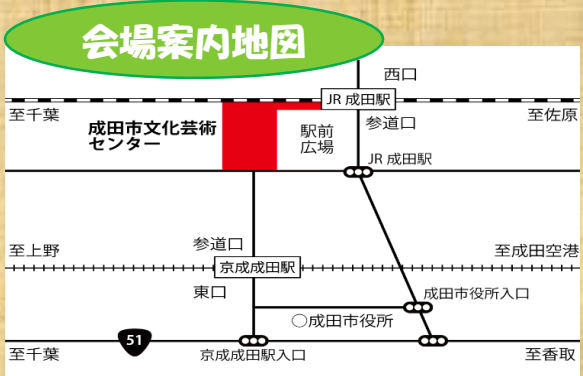 会場案内地図
西口
JR 成田駅
至千葉
至佐原
成田市文化芸術
センター
駅前
広場
参道口
JR 成田駅
至上野
参道口
至成田空港
京成成田駅
東口
成田市役所入口
○成田市役所
51
至千葉
京成成田駅入口
至香取